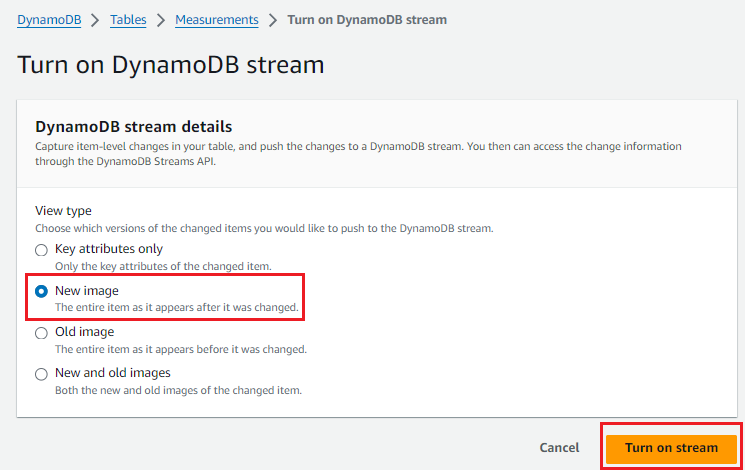 DynamoDB > Tables > Measurements > Turn on DynamoDB stream
Turn on DynamoDB stream
DynamoDB stream details
Capture item-level changes in your table, and push the changes to a DynamoDB stream. You then can access the change information
through the DynamoDB Streams API.
View type
Choose which versions of the changed items you would like to push to the DynamoDB stream.
Key attributes only
Only the key attributes of the changed item.
New image
The entire item as it appears after it was changed.
Old image
The entire item as it appears before it was changed.
New and old images
Both the new and old images of the changed item.
Cancel Turn on stream